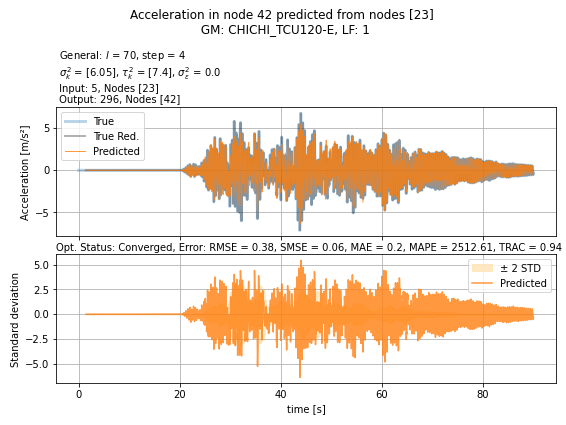 Acceleration in node 42 predicted from nodes [23]
GM: CHICHI_TCU120-E, LF: 1
General: l = 70, step = 4
σ²ₖ = [6.05], τ²ₖ = [7.4], σ²ε = 0.0
Input: 5, Nodes [23]
Output: 296, Nodes [42]
Acceleration [m/s²]
5
0
−5
True
True Red.
Predicted
Opt. Status: Converged, Error: RMSE = 0.38, SMSE = 0.06, MAE = 0.2, MAPE = 2512.61, TRAC = 0.94
Standard deviation
5.0
2.5
0.0
−2.5
−5.0
± 2 STD
Predicted
0 20 40 60 80
time [s]